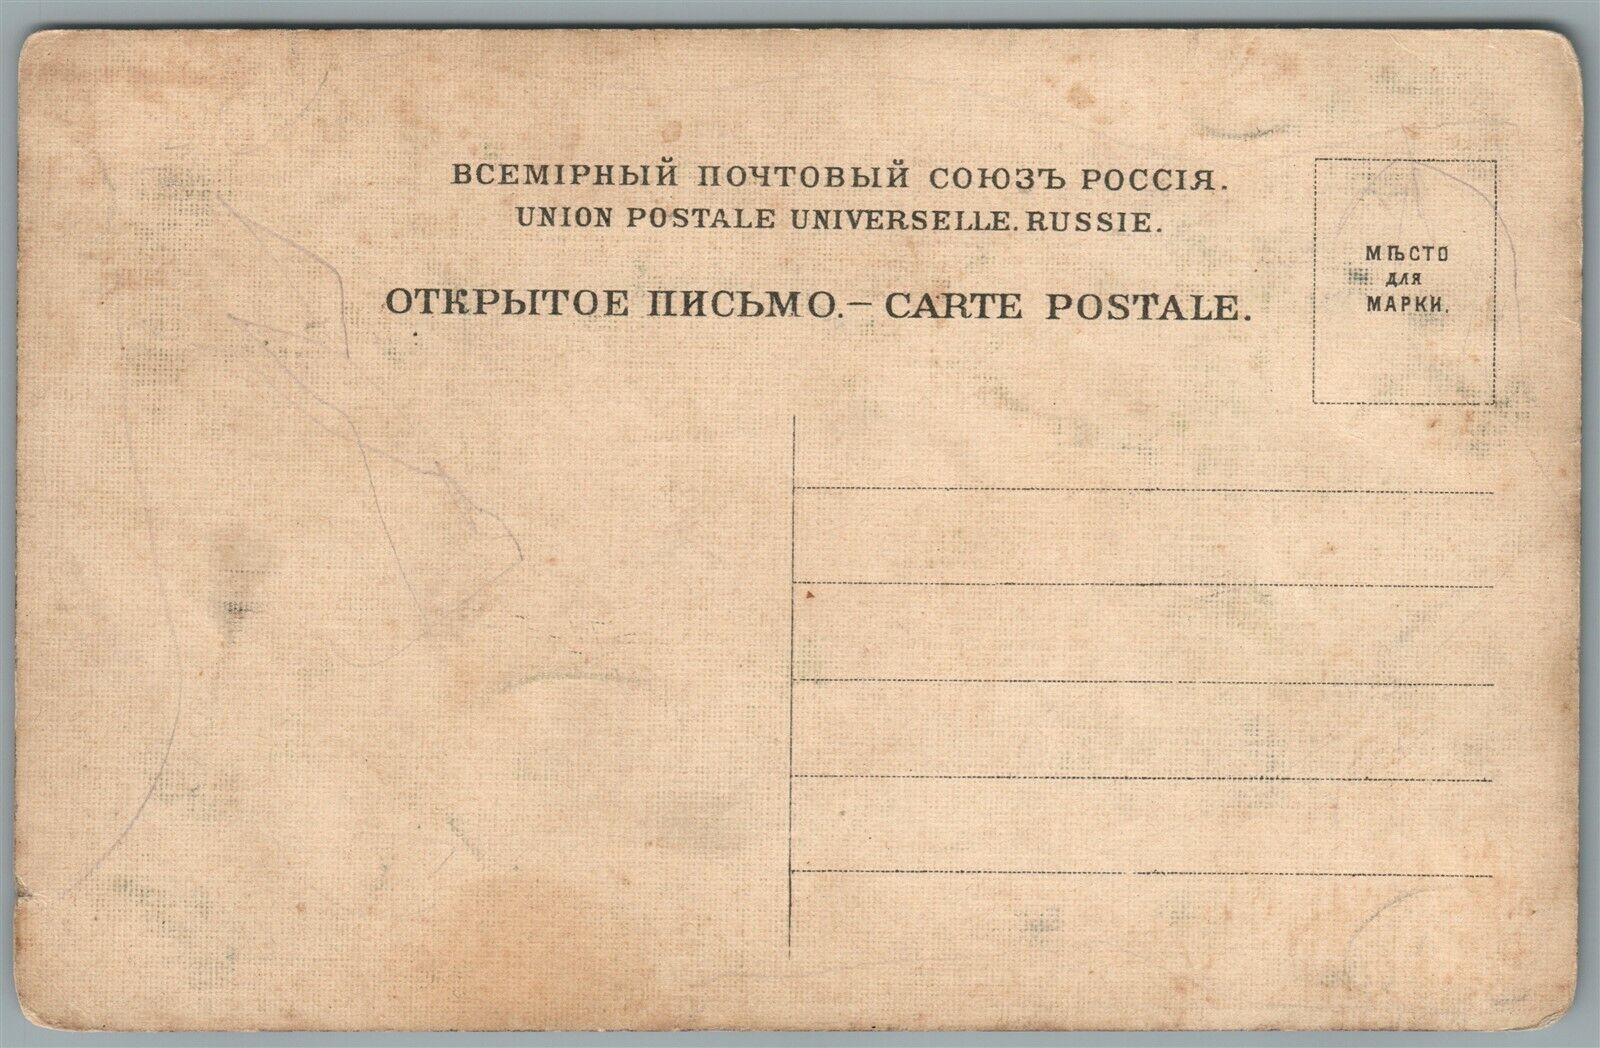 ВСЕМІРНЫЙ ПОЧТОВЫЙ СОЮЗЪ РОССІЯ.
UNION POSTALE UNIVERSELLE. RUSSIE.
ОТКРЫТОЕ ПИСЬМО.— CARTE POSTALE.
МѢСТО
ДЛЯ
МАРКИ.